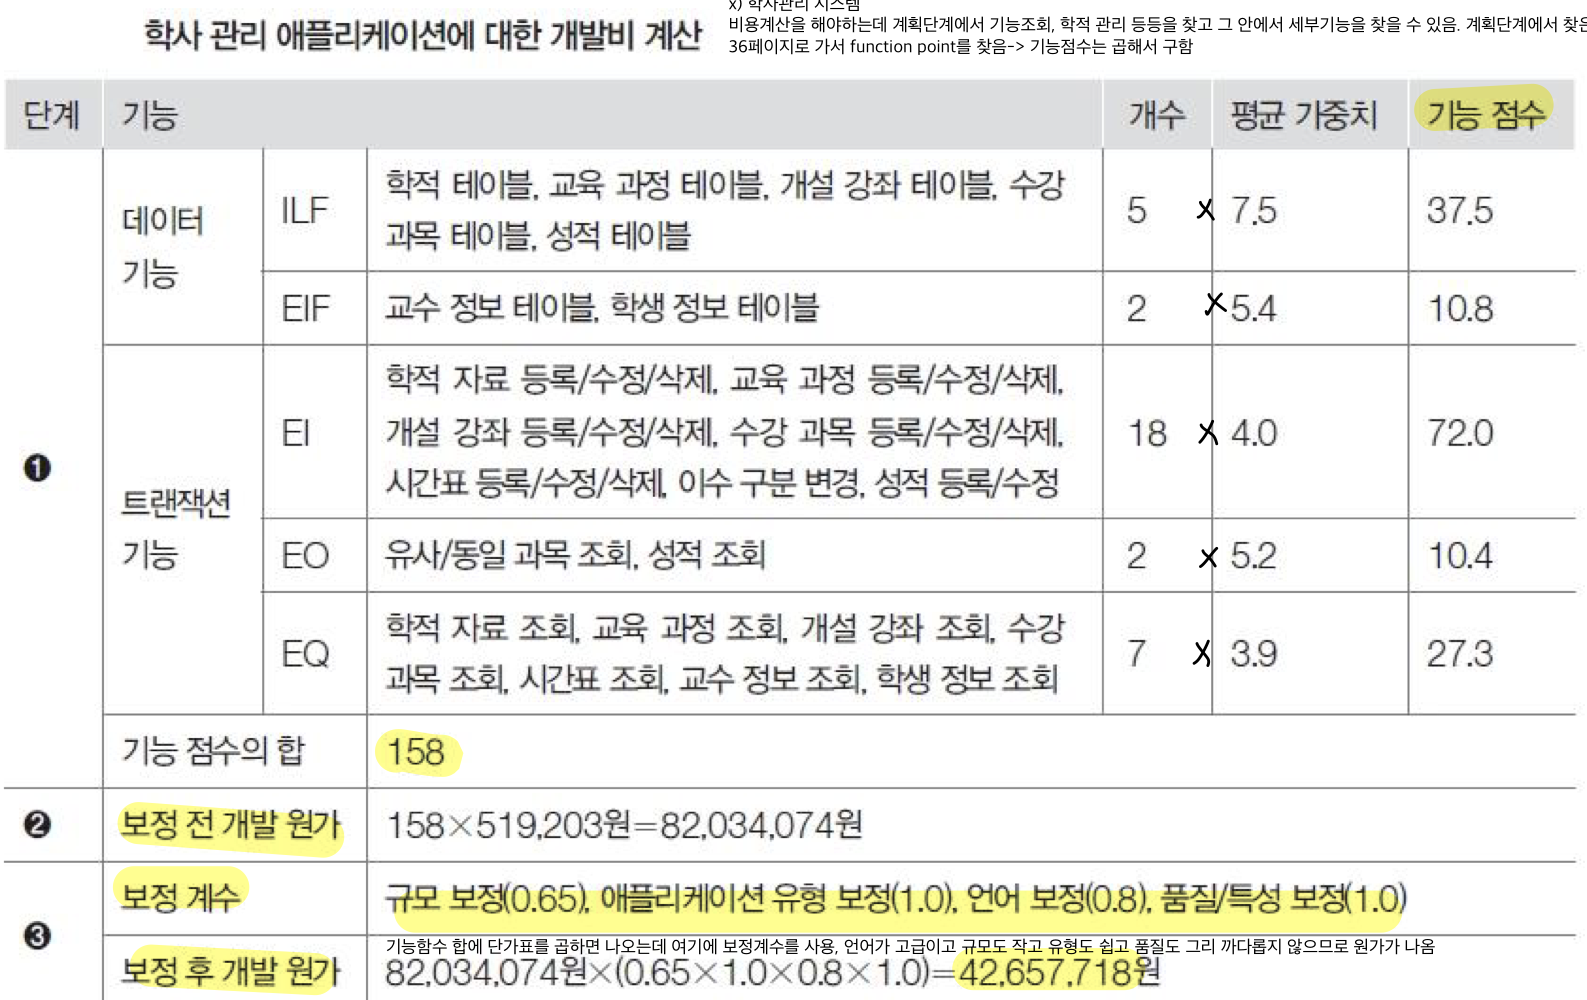 x) 학사관리 시스템
학사 관리 애플리케이션에 대한 개발비 계산
비용계산을 해야하는데 계획단계에서 기능조회, 학적 관리 등등을 찾고 그 안에서 세부기능을 찾을 수 있음. 계획단계에서 찾은
36페이지로 가서 function point를 찾음-> 기능점수는 곱해서 구함
단계 기능 개수 평균 가중치 기능 점수
❶
데이터
기능
ILF
학적 테이블, 교육 과정 테이블, 개설 강좌 테이블, 수강
과목 테이블, 성적 테이블
5 × 7.5 37.5
EIF 교수 정보 테이블, 학생 정보 테이블 2 × 5.4 10.8
트랜잭션
기능
EI
학적 자료 등록/수정/삭제, 교육 과정 등록/수정/삭제,
개설 강좌 등록/수정/삭제, 수강 과목 등록/수정/삭제,
시간표 등록/수정/삭제, 이수 구분 변경, 성적 등록/수정
18 × 4.0 72.0
EO 유사/동일 과목 조회, 성적 조회 2 × 5.2 10.4
EQ
학적 자료 조회, 교육 과정 조회, 개설 강좌 조회, 수강
과목 조회, 시간표 조회, 교수 정보 조회, 학생 정보 조회
7 × 3.9 27.3
기능 점수의 합 158
❷ 보정 전 개발 원가 158×519,203원=82,034,074원
❸
보정 계수 규모 보정(0.65), 애플리케이션 유형 보정(1.0), 언어 보정(0.8), 품질/특성 보정(1.0)
기능함수 합에 단가표를 곱하면 나오는데 여기에 보정계수를 사용, 언어가 고급이고 규모도 작고 유형도 쉽고 품질도 그리 까다롭지 않으므로 원가가 나옴
보정 후 개발 원가 82,034,074원×(0.65×1.0×0.8×1.0)=42,657,718원